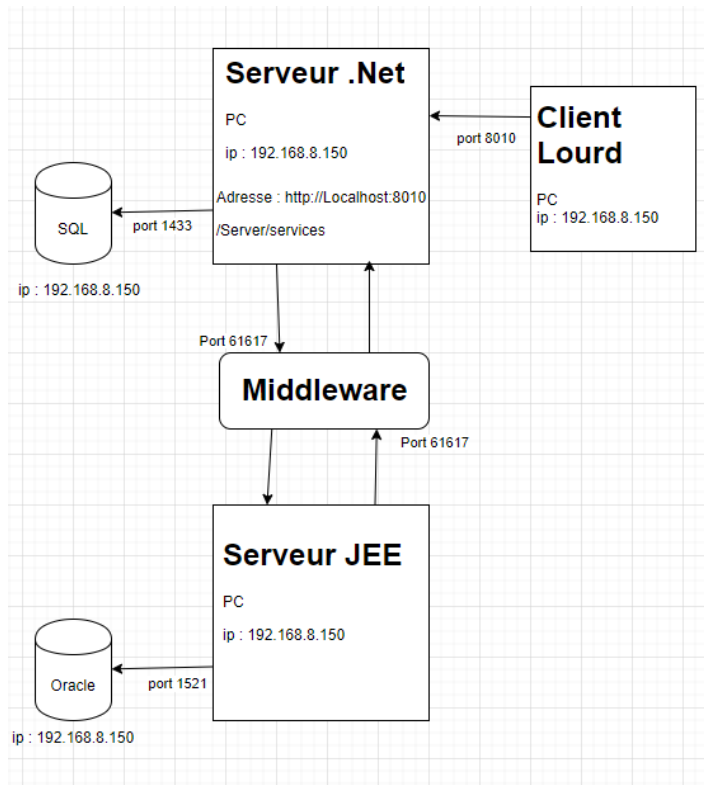 Serveur .Net
PC
ip : 192.168.8.150
Adresse : http://Localhost:8010
/Server/services
Client
Lourd
PC
ip : 192.168.8.150
port 8010
SQL
port 1433
ip : 192.168.8.150
Port 61617
Middleware
Port 61617
Serveur JEE
PC
ip : 192.168.8.150
Oracle
port 1521
ip : 192.168.8.150